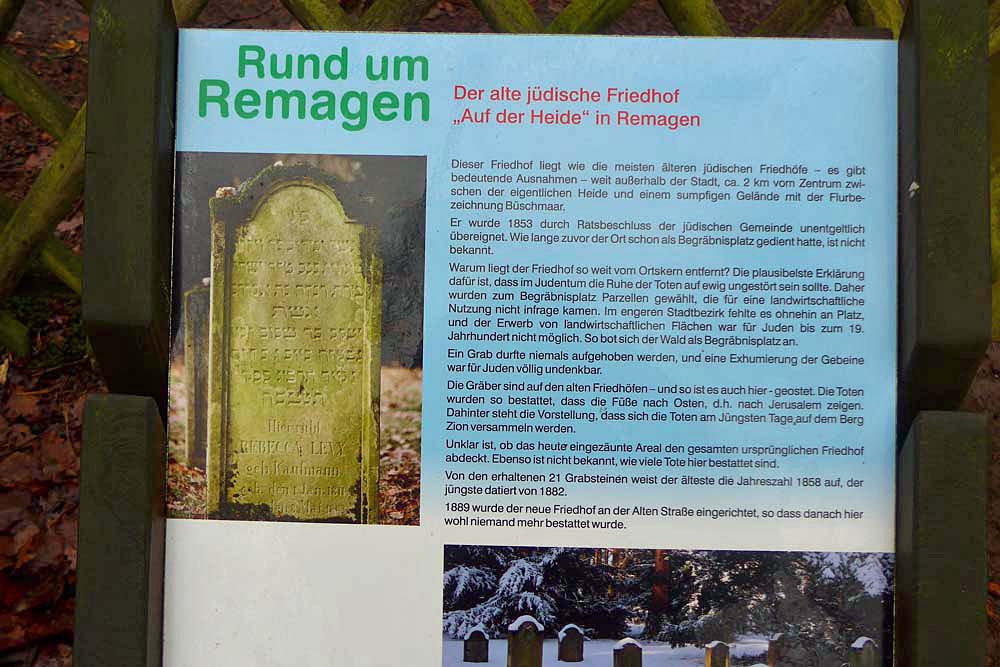 Rund um
Remagen
Der alte jüdische Friedhof
„Auf der Heide“ in Remagen
Dieser Friedhof liegt wie die meisten älteren jüdischen Friedhöfe – es gibt
bedeutende Ausnahmen – weit außerhalb der Stadt, ca. 2 km vom Zentrum zwi-
schen der eigentlichen Heide und einem sumpfigen Gelände mit der Flurbe-
zeichnung Büschmaar.
Er wurde 1853 durch Ratsbeschluss der jüdischen Gemeinde unentgeltlich
übereignet. Wie lange zuvor der Ort schon als Begräbnisplatz gedient hatte, ist nicht
bekannt.
Warum liegt der Friedhof so weit vom Ortskern entfernt? Die plausibelste Erklärung
dafür ist, dass im Judentum die Ruhe der Toten auf ewig ungestört sein sollte. Daher
wurden zum Begräbnisplatz Parzellen gewählt, die für eine landwirtschaftliche
Nutzung nicht infrage kamen. Im engeren Stadtbezirk fehlte es ohnehin an Platz,
und der Erwerb von landwirtschaftlichen Flächen war für Juden bis zum 19.
Jahrhundert nicht möglich. So bot sich der Wald als Begräbnisplatz an.
Ein Grab durfte niemals aufgehoben werden, und eine Exhumierung der Gebeine
war für Juden völlig undenkbar.
Die Gräber sind auf den alten Friedhöfen – und so ist es auch hier - geostet. Die Toten
wurden so bestattet, dass die Füße nach Osten, d.h. nach Jerusalem zeigen.
Dahinter steht die Vorstellung, dass sich die Toten am Jüngsten Tage auf dem Berg
Zion versammeln werden.
Unklar ist, ob das heute eingezäunte Areal den gesamten ursprünglichen Friedhof
abdeckt. Ebenso ist nicht bekannt, wie viele Tote hier bestattet sind.
Von den erhaltenen 21 Grabsteinen weist der älteste die Jahreszahl 1858 auf, der
jüngste datiert von 1882.
1889 wurde der neue Friedhof an der Alten Straße eingerichtet, so dass danach hier
wohl niemand mehr bestattet wurde.
אשת
Hier ruht
REBECCA LEVY
geb. Kaufmann
geb. den 1. Jan.